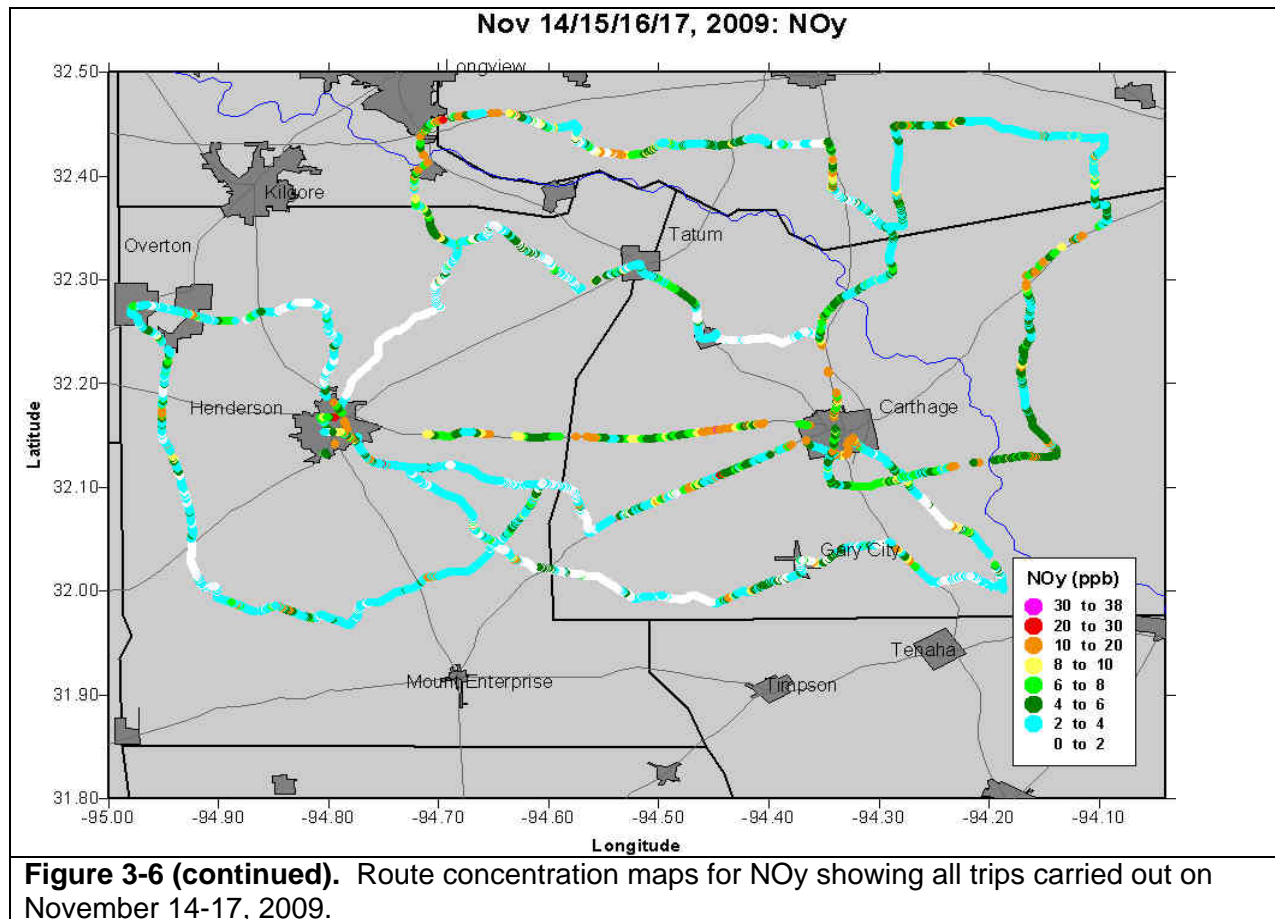 Nov 14/15/16/17, 2009: NOy
32.50
Longview
32.40
Kilgore
Overton
Tatum
32.30
32.20
Henderson
Carthage
Latitude
32.10
Gary City
32.00
NOy (ppb)
30 to 38
20 to 30
10 to 20
8 to 10
6 to 8
4 to 6
2 to 4
0 to 2
Tenaha
31.90
Mount Enterprise
Timpson
31.80
-95.00 -94.90 -94.80 -94.70 -94.60 -94.50 -94.40 -94.30 -94.20 -94.10
Longitude
Figure 3-6 (continued). Route concentration maps for NOy showing all trips carried out on
November 14-17, 2009.